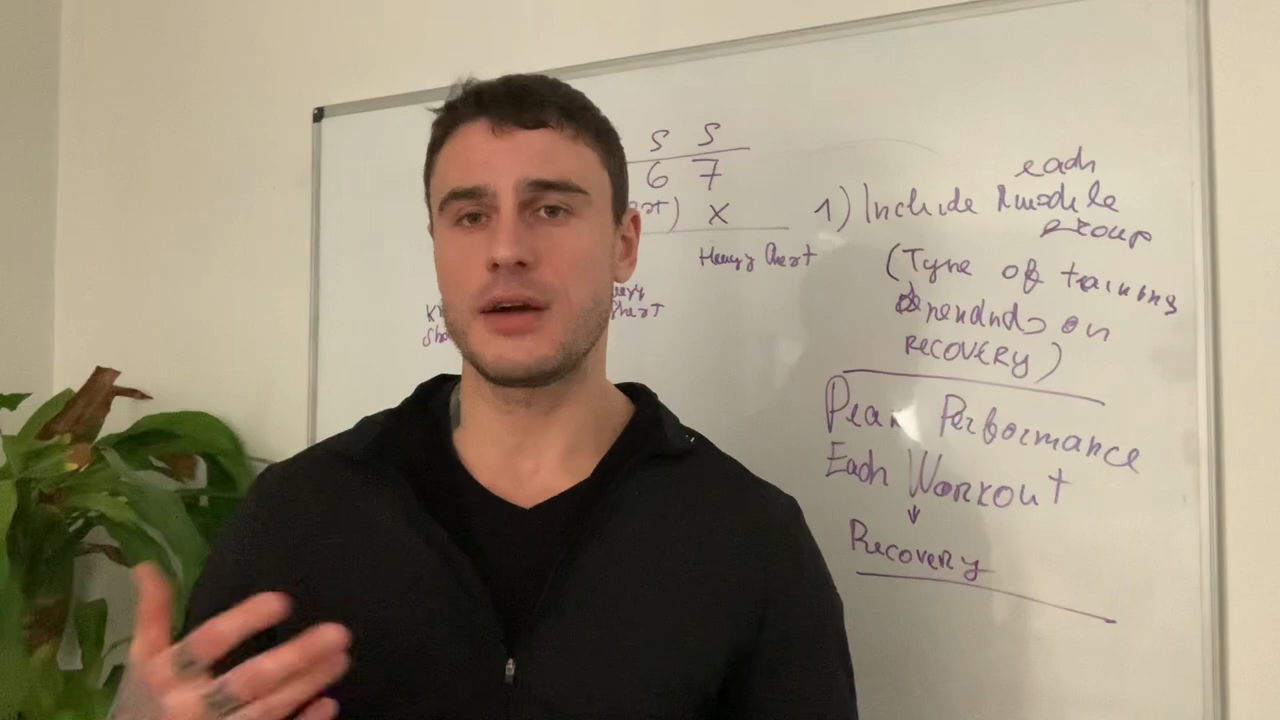 S S
6 7
X
Heavy Chest
each
1) Include muscle
group
(Type of training
dependnds on
RECOVERY)
Peak Performance
Each Workout
Recovery